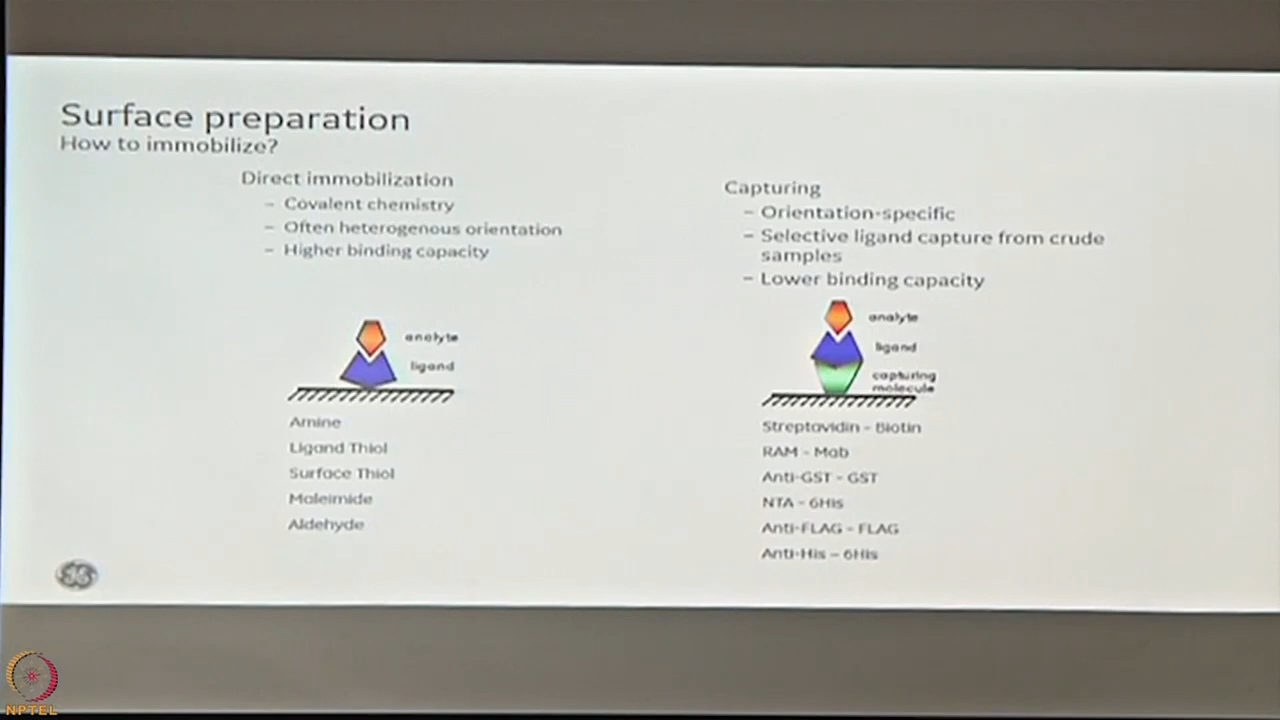 Surface preparation
How to immobilize?
Direct immobilization
– Covalent chemistry
– Often heterogenous orientation
– Higher binding capacity
analyte
ligand
Amine
Ligand Thiol
Surface Thiol
Maleimide
Aldehyde
Capturing
– Orientation-specific
– Selective ligand capture from crude
samples
– Lower binding capacity
analyte
ligand
capturing
molecule
Streptavidin - Biotin
RAM - Mab
Anti-GST - GST
NTA - 6His
Anti-FLAG - FLAG
Anti-His – 6His
GE
NPTEL